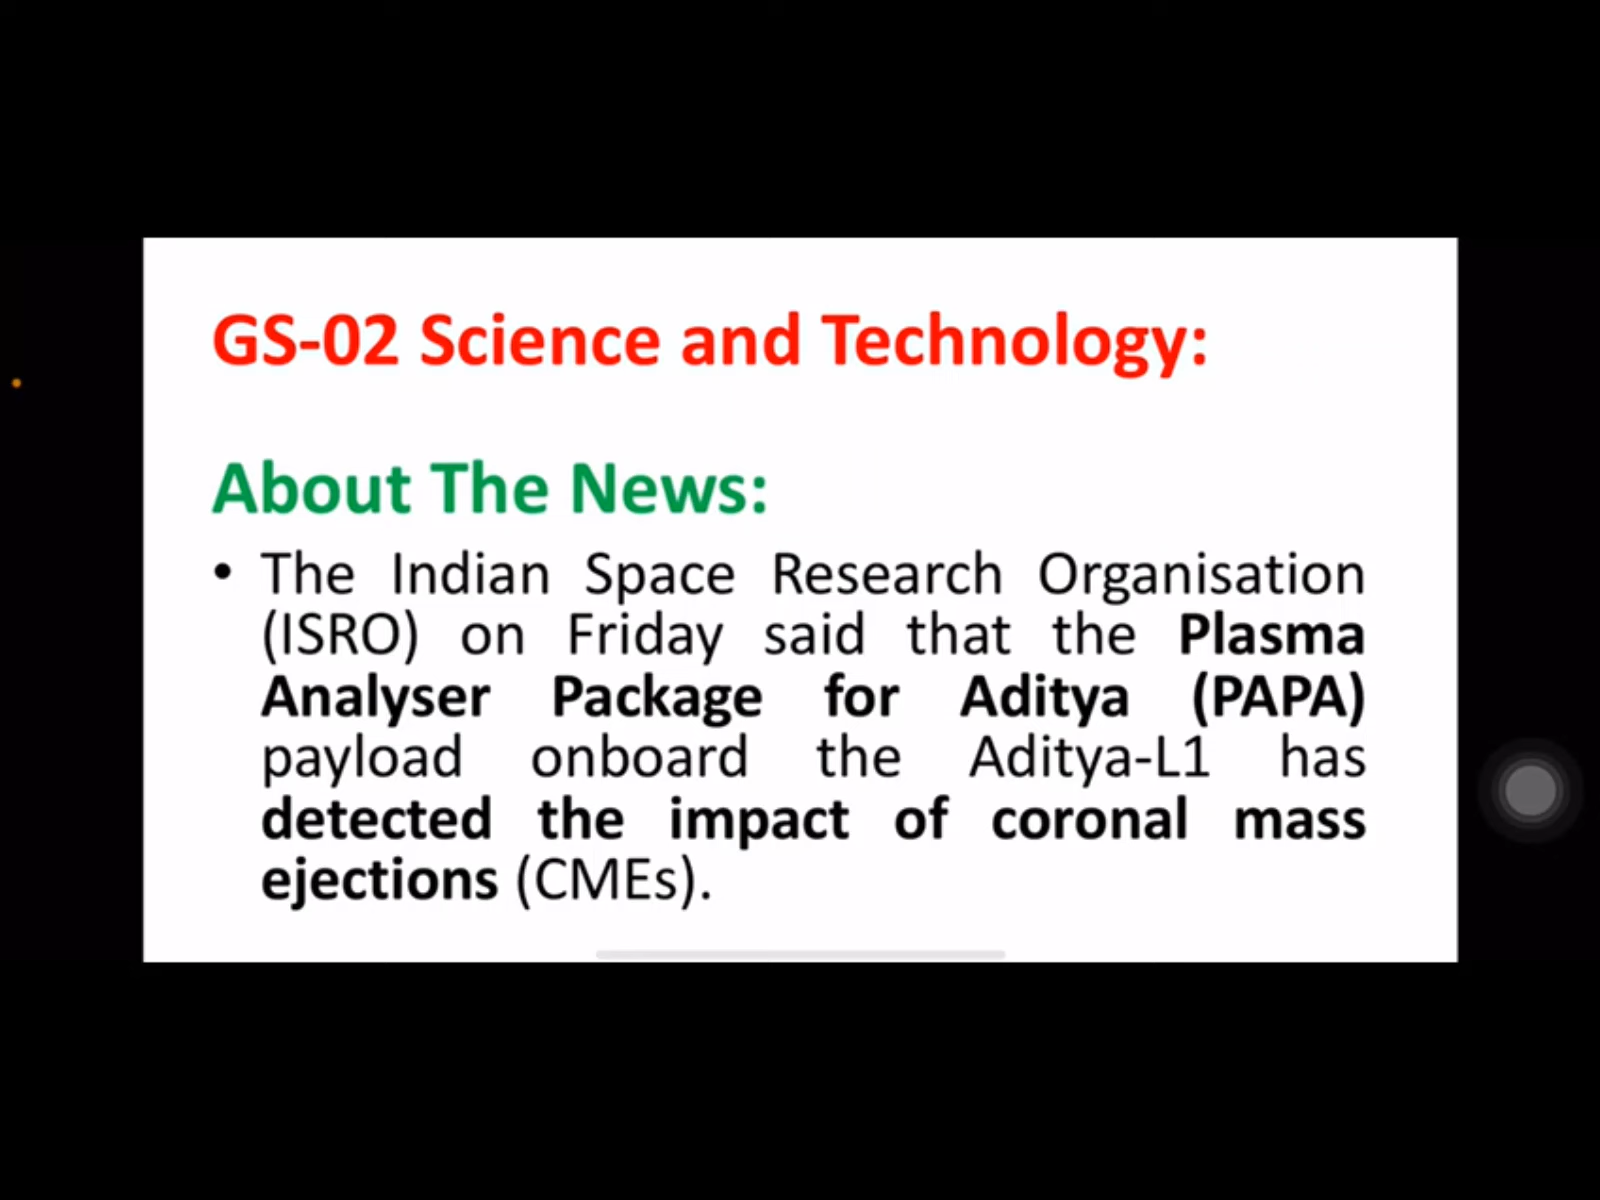 GS-02 Science and Technology:
About The News:
• The Indian Space Research Organisation
(ISRO) on Friday said that the Plasma
Analyser Package for Aditya (PAPA)
payload onboard the Aditya-L1 has
detected the impact of coronal mass
ejections (CMEs).